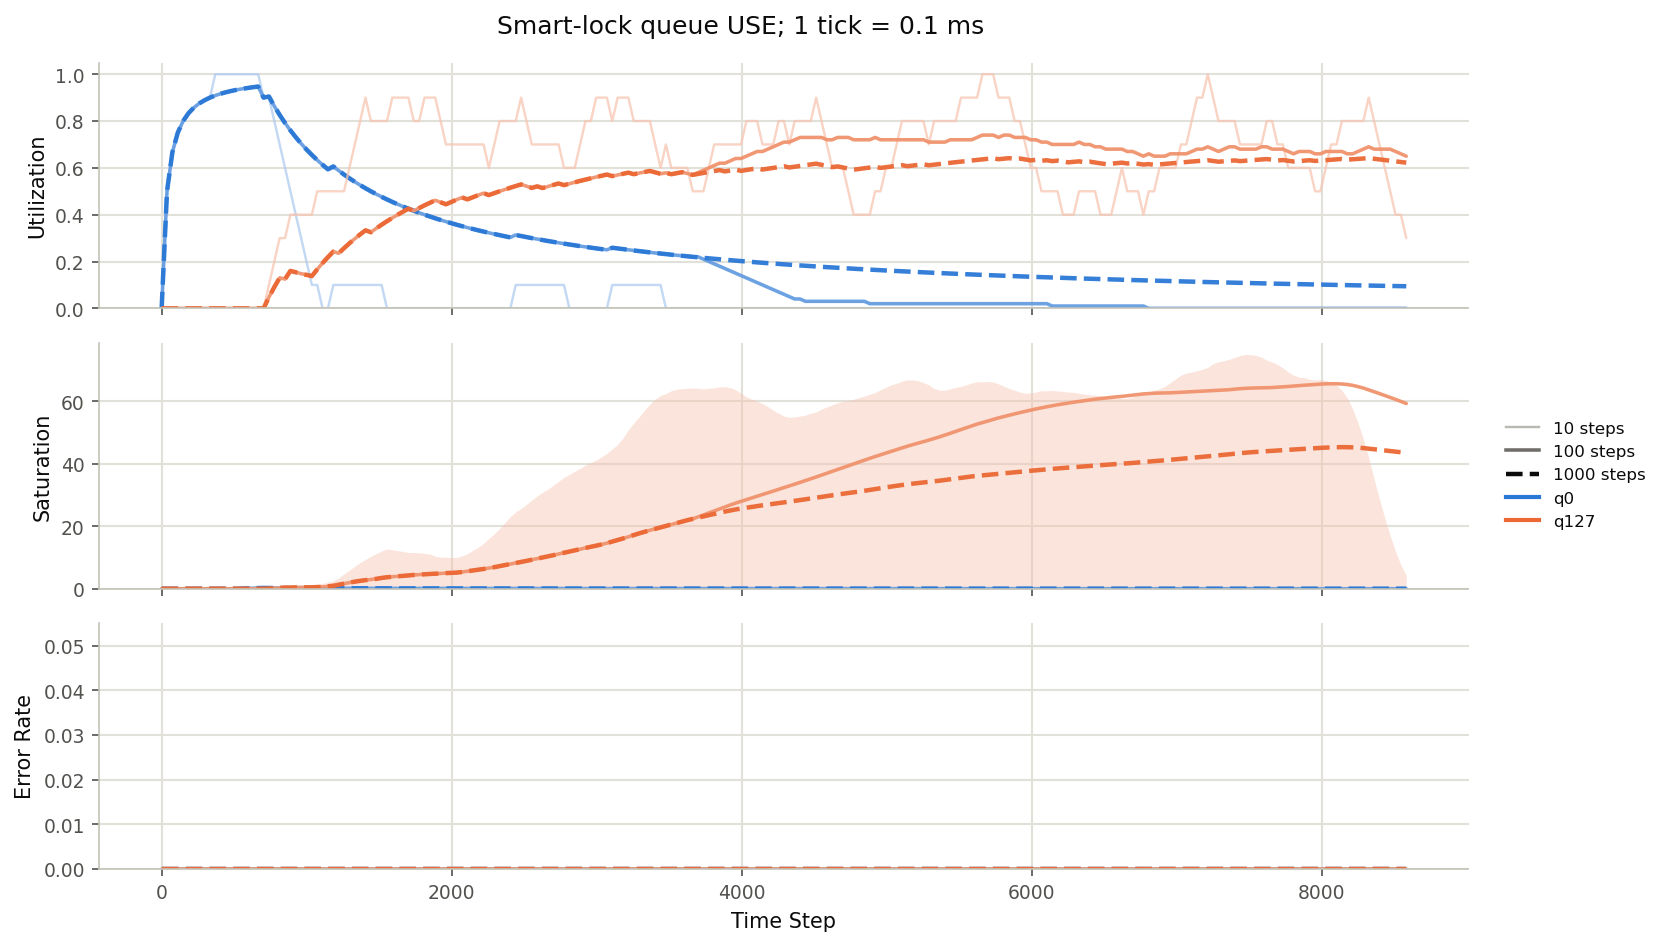 Smart-lock queue USE; 1 tick = 0.1 ms
Utilization
1.0
0.8
0.6
0.4
0.2
0.0
Saturation
60
40
20
0
10 steps
100 steps
1000 steps
q0
q127
Error Rate
0.05
0.04
0.03
0.02
0.01
0.00
0 2000 4000 6000 8000
Time Step